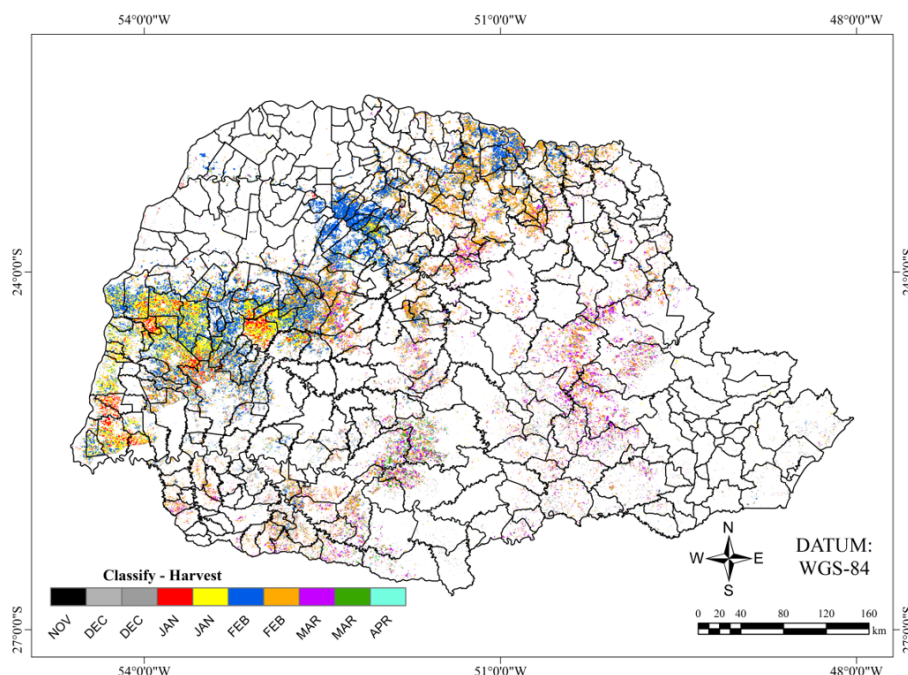 54°0'0"W 51°0'0"W 48°0'0"W
24°0'0"S 24°0'0"S
N
W E
S
DATUM:
WGS-84
Classify - Harvest
NOV DEC DEC JAN JAN FEB FEB MAR MAR APR
0 10 20 40 80 120 160
km
27°0'0"S 27°0'0"S
54°0'0"W 51°0'0"W 48°0'0"W